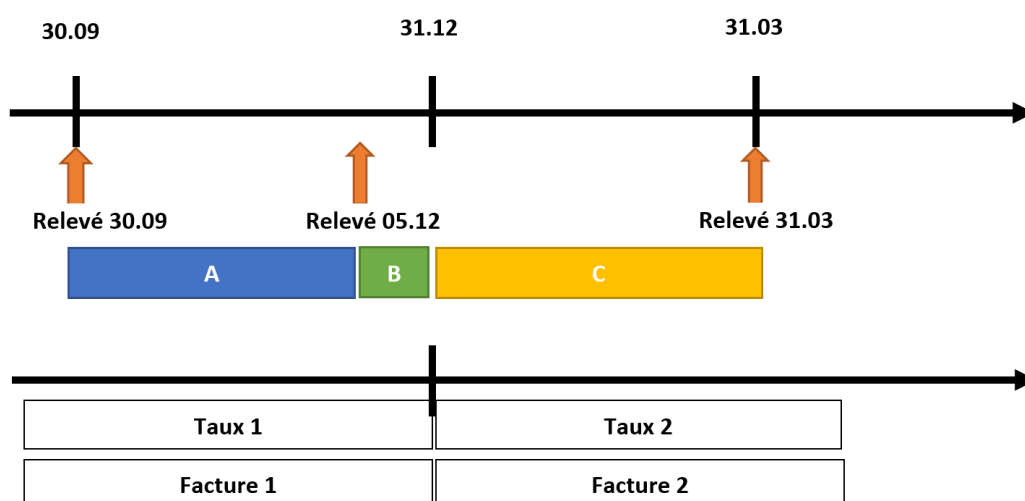 30.09
31.12
31.03
Relevé 30.09
Relevé 05.12
Relevé 31.03
A
B
C
Taux 1
Taux 2
Facture 1
Facture 2